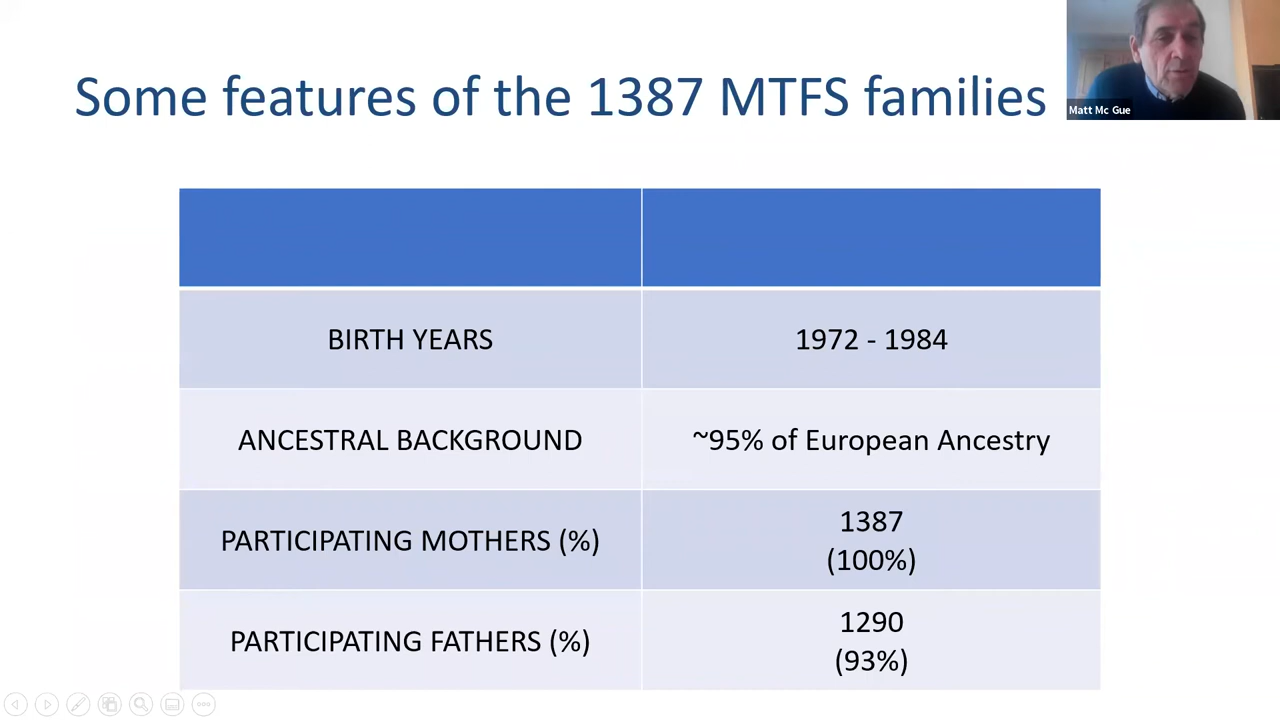 Some features of the 1387 MTFS families
Matt Mc Gue
BIRTH YEARS
1972 - 1984
ANCESTRAL BACKGROUND
~95% of European Ancestry
PARTICIPATING MOTHERS (%)
1387
(100%)
PARTICIPATING FATHERS (%)
1290
(93%)